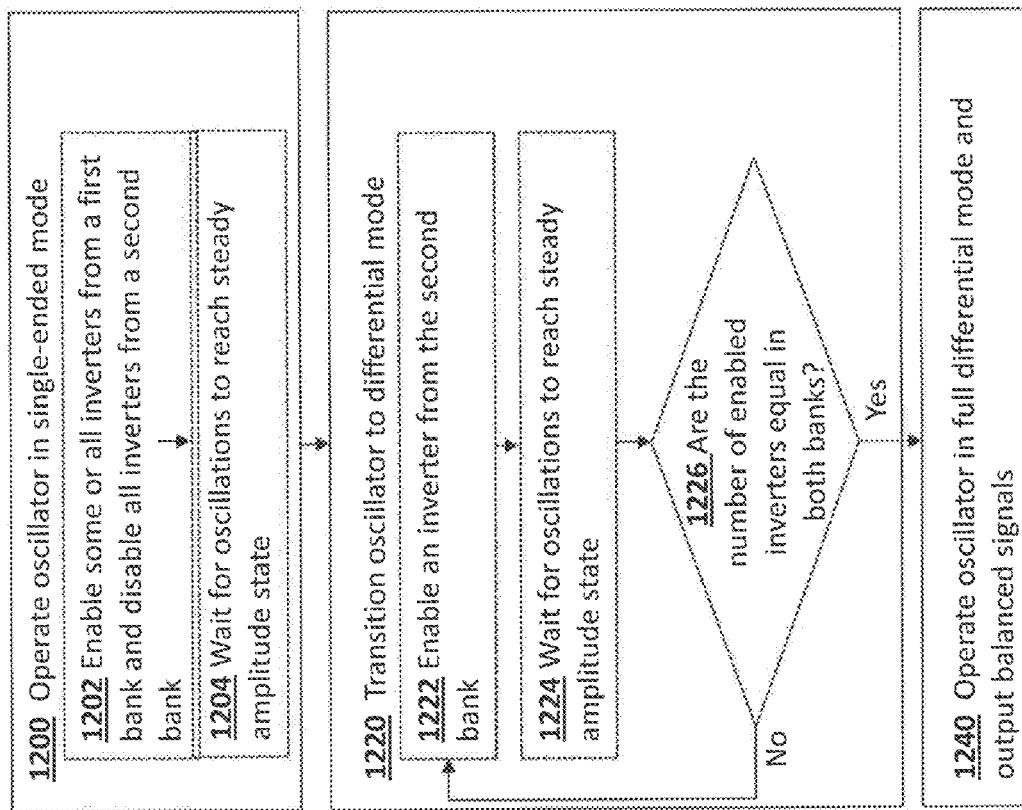 1200 Operate oscillator in single-ended mode
1202 Enable some or all inverters from a first
bank and disable all inverters from a second
bank
1204 Wait for oscillations to reach steady
amplitude state
1220 Transition oscillator to differential mode
1222 Enable an inverter from the second
bank
1224 Wait for oscillations to reach steady
amplitude state
1226 Are the
number of enabled
inverters equal in
both banks?
No
Yes
1240 Operate oscillator in full differential mode and
output balanced signals